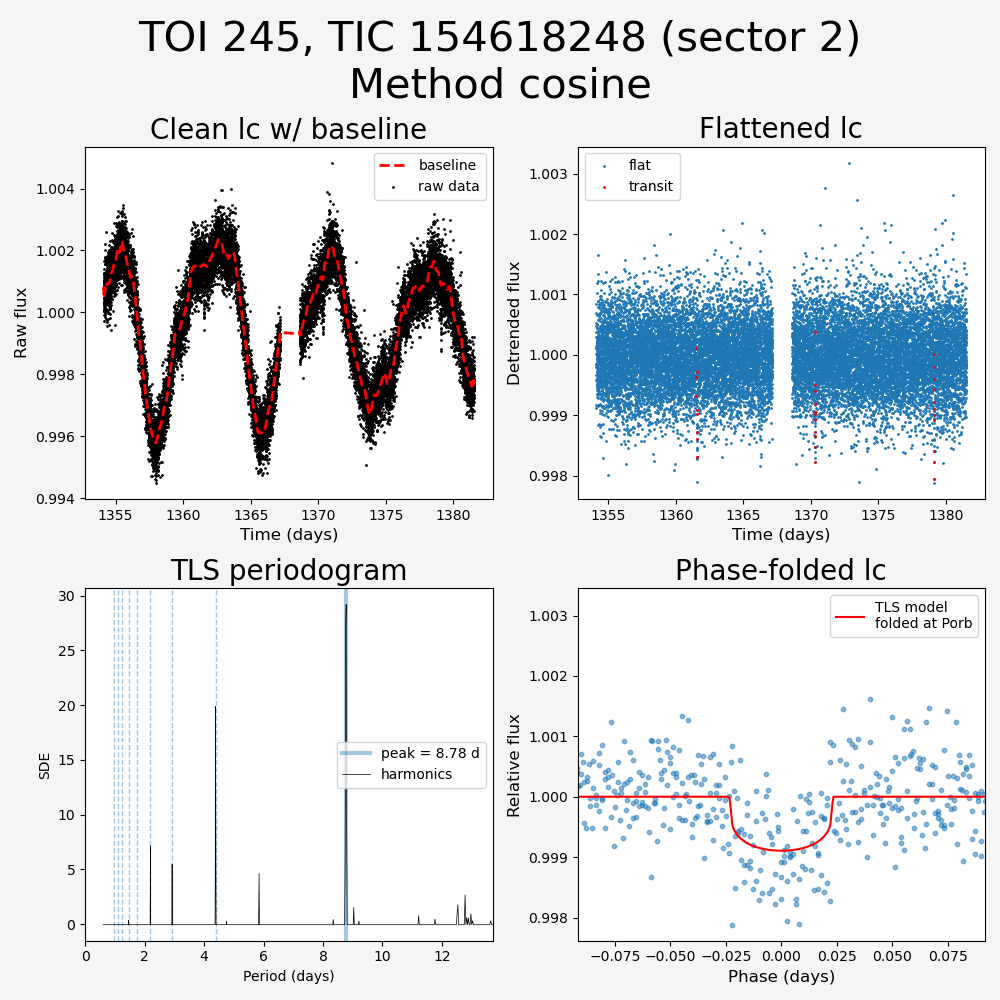 TOI 245, TIC 154618248 (sector 2)
Method cosine
Clean lc w/ baseline
Raw flux
1.004
1.002
1.000
0.998
0.996
0.994
baseline
raw data
1355
1360
1365
1370
1375
1380
Time (days)
Flattened lc
Detrended flux
1.003
1.002
1.001
1.000
0.999
0.998
flat
transit
1355
1360
1365
1370
1375
1380
Time (days)
TLS periodogram
SDE
30
25
20
15
10
5
0
peak = 8.78 d
harmonics
0
2
4
6
8
10
12
Period (days)
Phase-folded lc
Relative flux
1.003
1.002
1.001
1.000
0.999
0.998
TLS model
folded at Porb
−0.075
−0.050
−0.025
0.000
0.025
0.050
0.075
Phase (days)